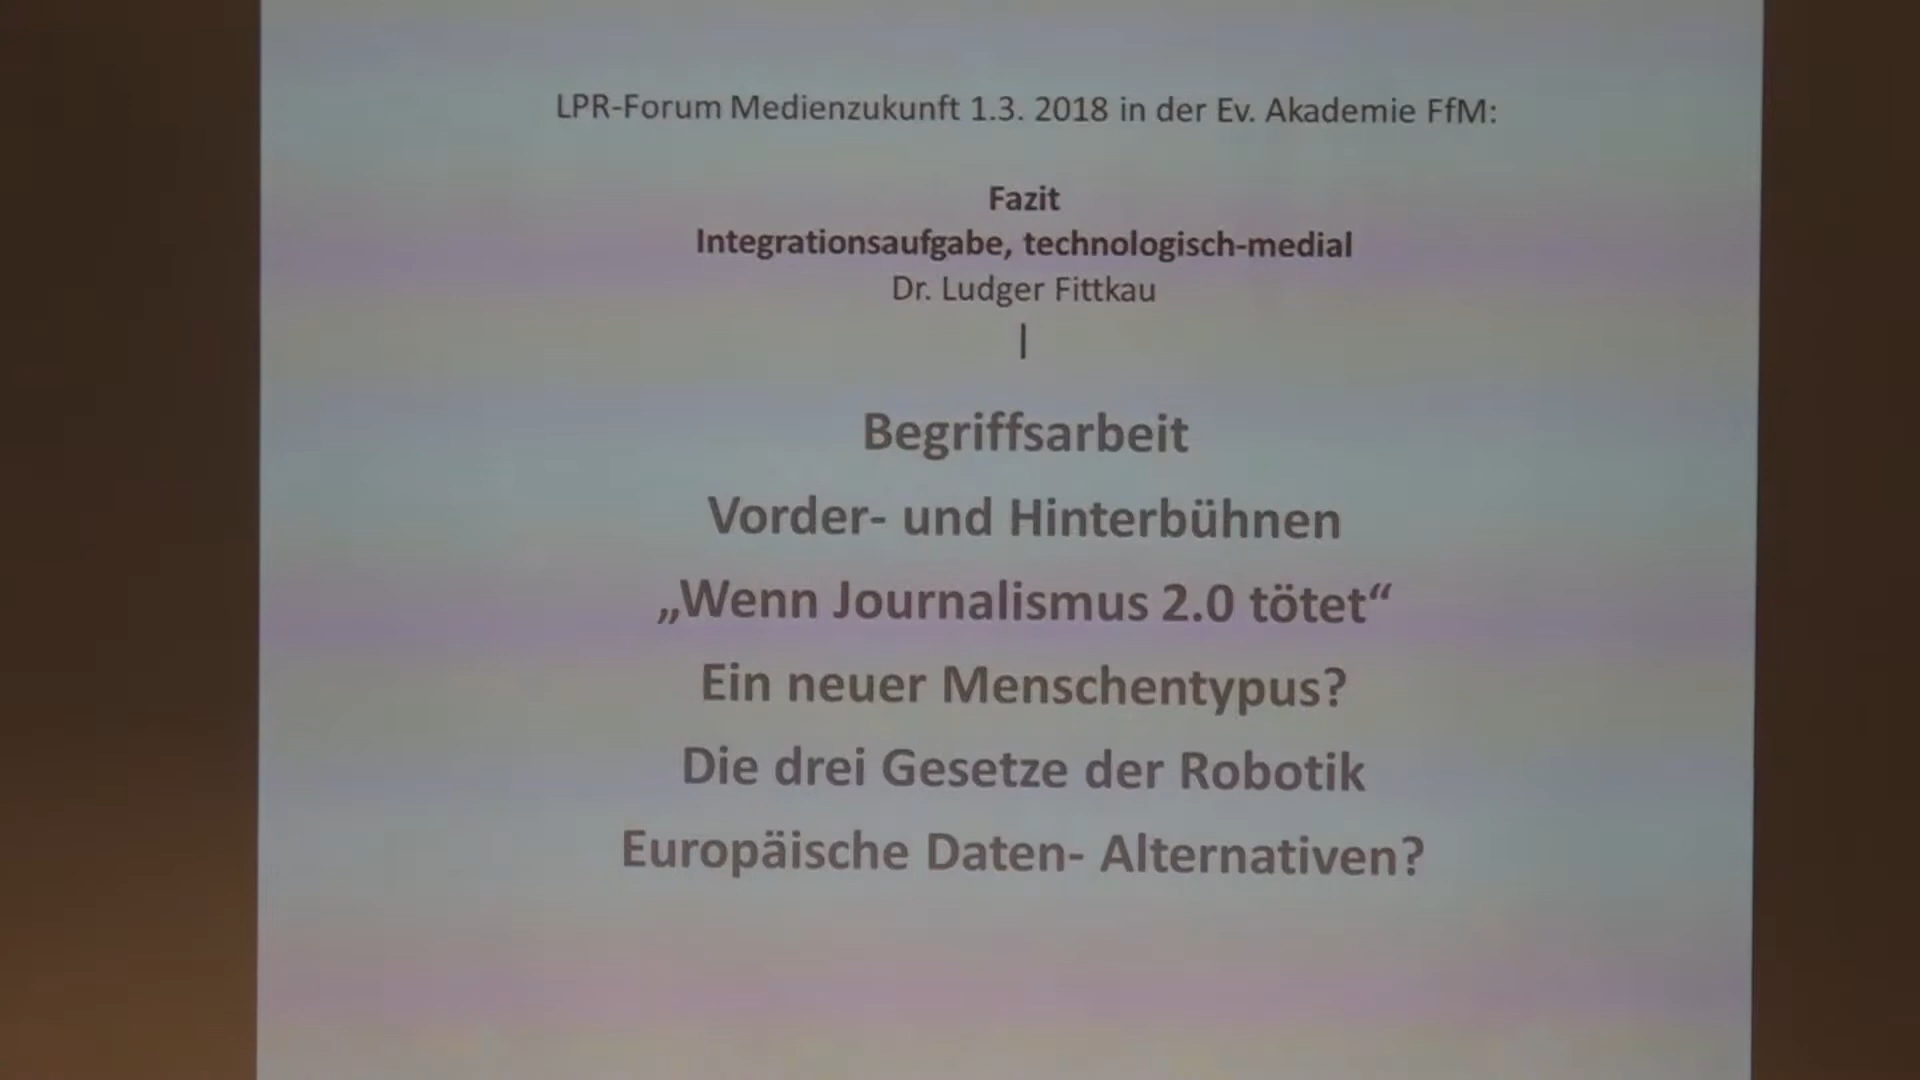 LPR-Forum Medienzukunft 1.3. 2018 in der Ev. Akademie FfM:
Fazit
Integrationsaufgabe, technologisch-medial
Dr. Ludger Fittkau
|
Begriffsarbeit
Vorder- und Hinterbühnen
„Wenn Journalismus 2.0 tötet“
Ein neuer Menschentypus?
Die drei Gesetze der Robotik
Europäische Daten- Alternativen?